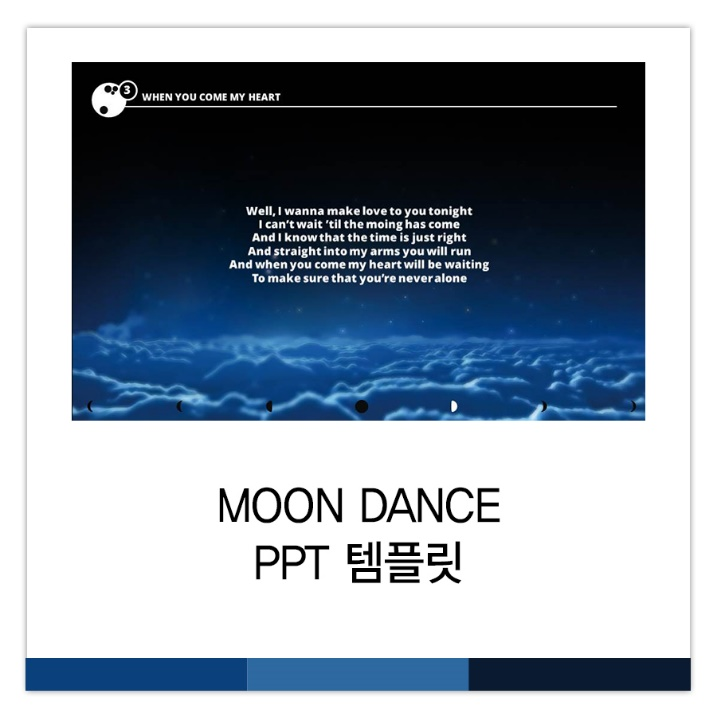 3
WHEN YOU COME MY HEART
Well, I wanna make love to you tonight
I can't wait 'til the moing has come
And I know that the time is just right
And straight into my arms you will run
And when you come my heart will be waiting
To make sure that you're never alone
MOON DANCE
PPT 템플릿